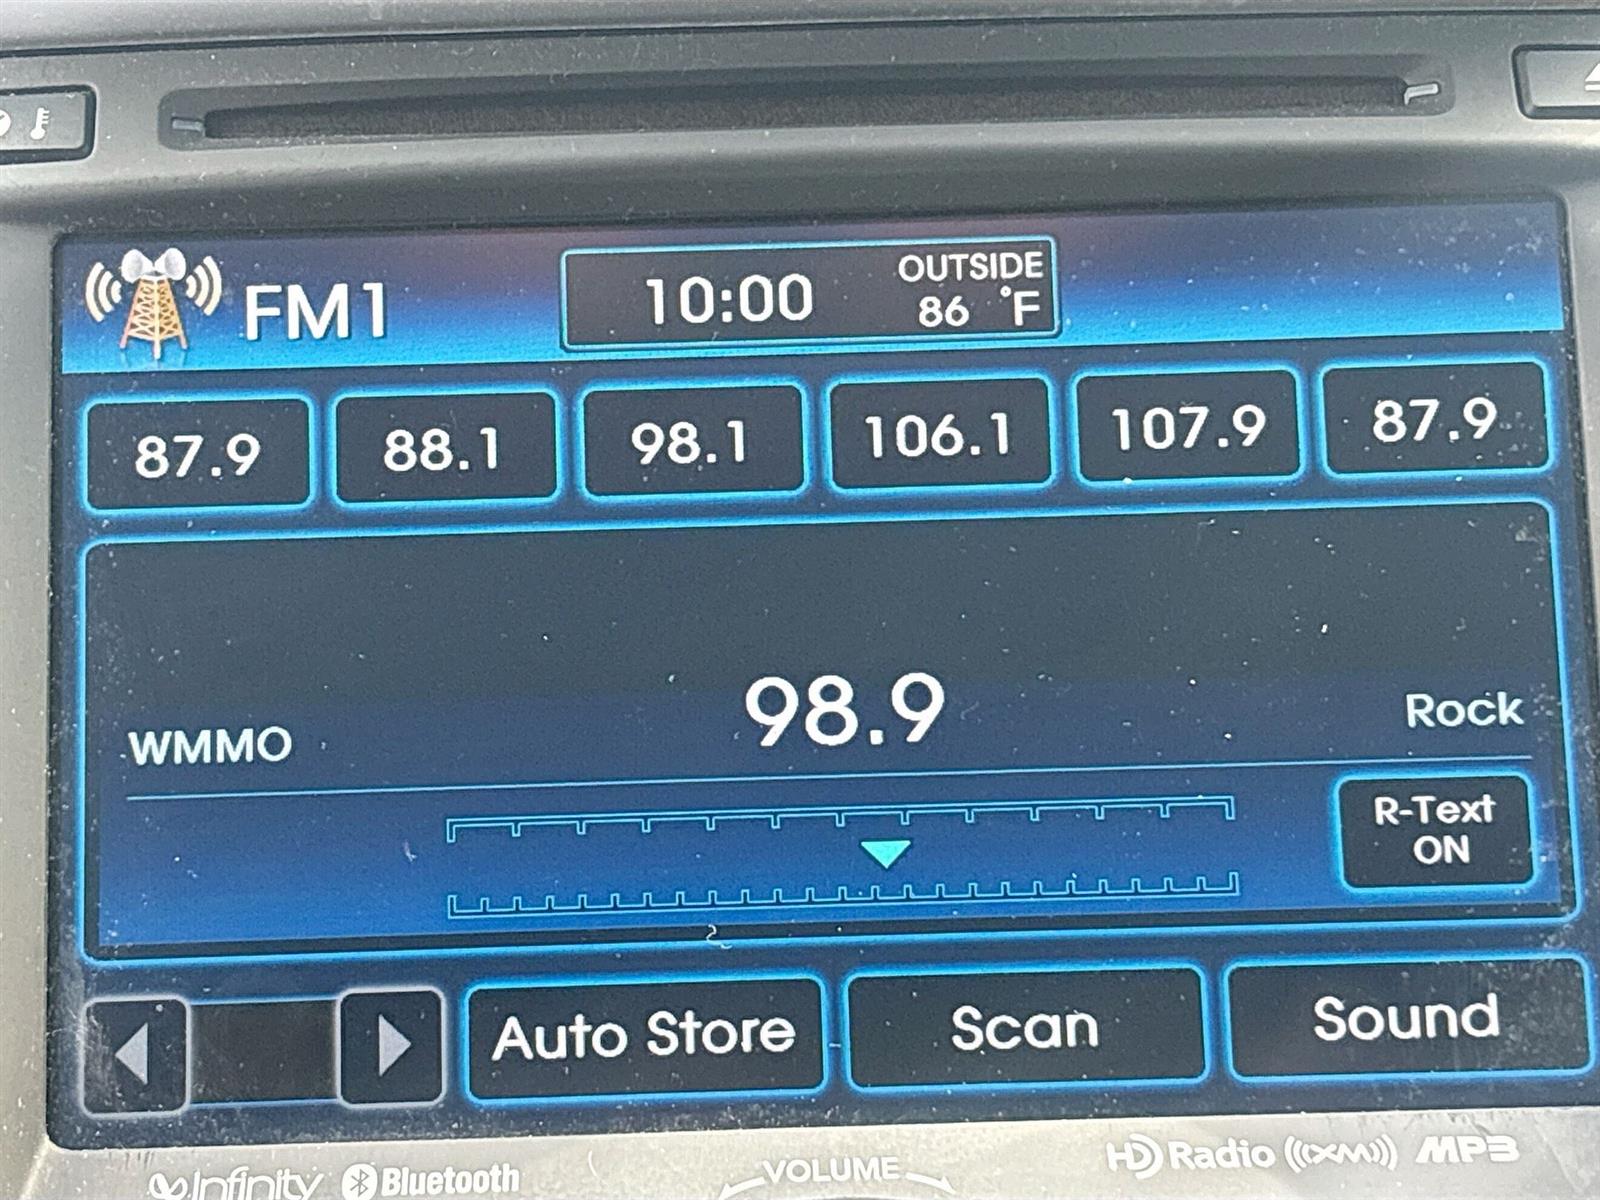 FM1
10:00
OUTSIDE
86 °F
87.9
88.1
98.1
106.1
107.9
87.9
WMMO
98.9
Rock
R-Text
ON
Auto Store
Scan
Sound
Infinity
Bluetooth
VOLUME
HD Radio
((XM))
MP3